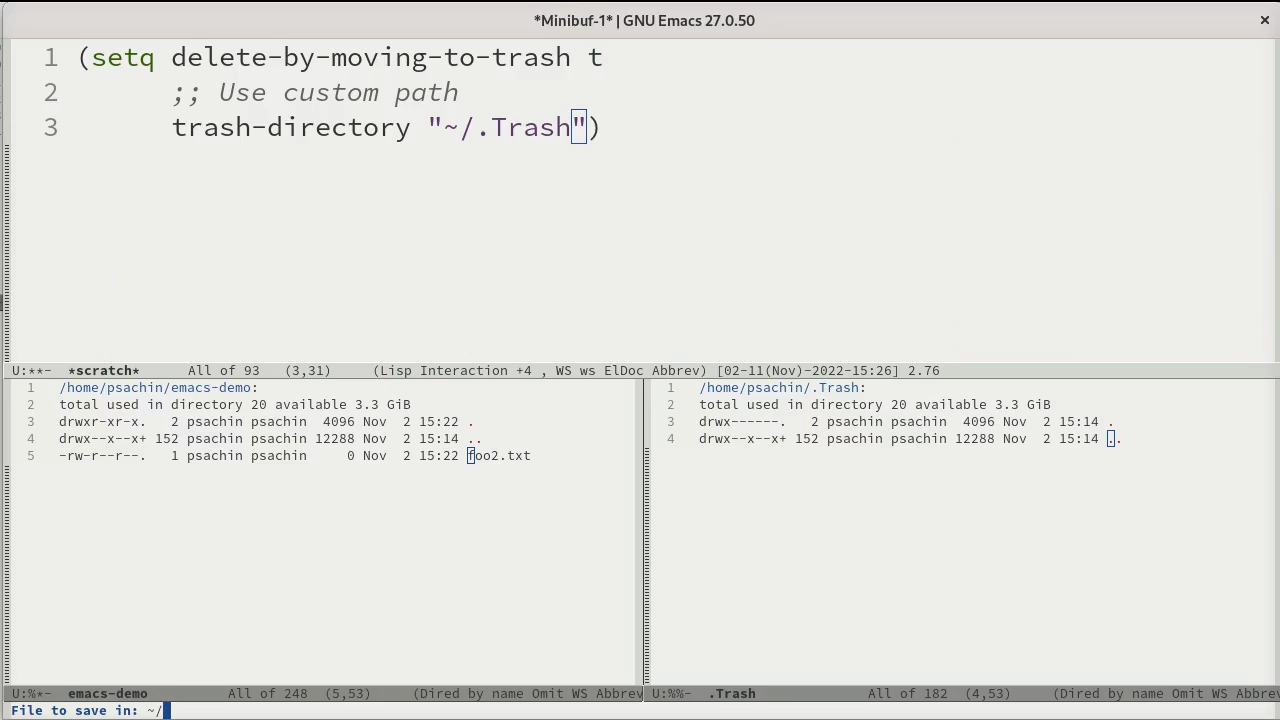 *Minibuf-1* | GNU Emacs 27.0.50
×
1 (setq delete-by-moving-to-trash t
2 ;; Use custom path
3 trash-directory "~/.Trash")
U:**- *scratch* All of 93 (3,31) (Lisp Interaction +4 , WS ws ElDoc Abbrev) [02-11(Nov)-2022-15:26] 2.76
1 /home/psachin/emacs-demo:
2 total used in directory 20 available 3.3 GiB
3 drwxr-xr-x. 2 psachin psachin 4096 Nov 2 15:22 .
4 drwx--x--x+ 152 psachin psachin 12288 Nov 2 15:14 ..
5 -rw-r--r--. 1 psachin psachin 0 Nov 2 15:22 foo2.txt
U:%*- emacs-demo All of 248 (5,53) (Dired by name Omit WS Abbrev
1 /home/psachin/.Trash:
2 total used in directory 20 available 3.3 GiB
3 drwx------. 2 psachin psachin 4096 Nov 2 15:14 .
4 drwx--x--x+ 152 psachin psachin 12288 Nov 2 15:14 ..
U:%%- .Trash All of 182 (4,53) (Dired by name Omit WS Abbrev
File to save in: ~/